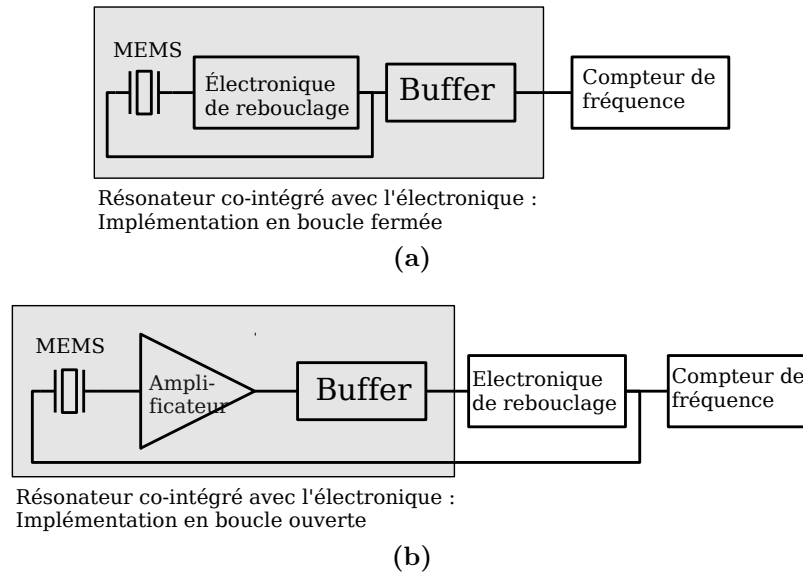 MEMS
Électronique
de rebouclage
Buffer
Compteur de
fréquence
Résonateur co-intégré avec l'électronique :
Implémentation en boucle fermée
(a)
MEMS
Ampli-
ficateur
Buffer
Electronique
de rebouclage
Compteur de
fréquence
Résonateur co-intégré avec l'électronique :
Implémentation en boucle ouverte
(b)